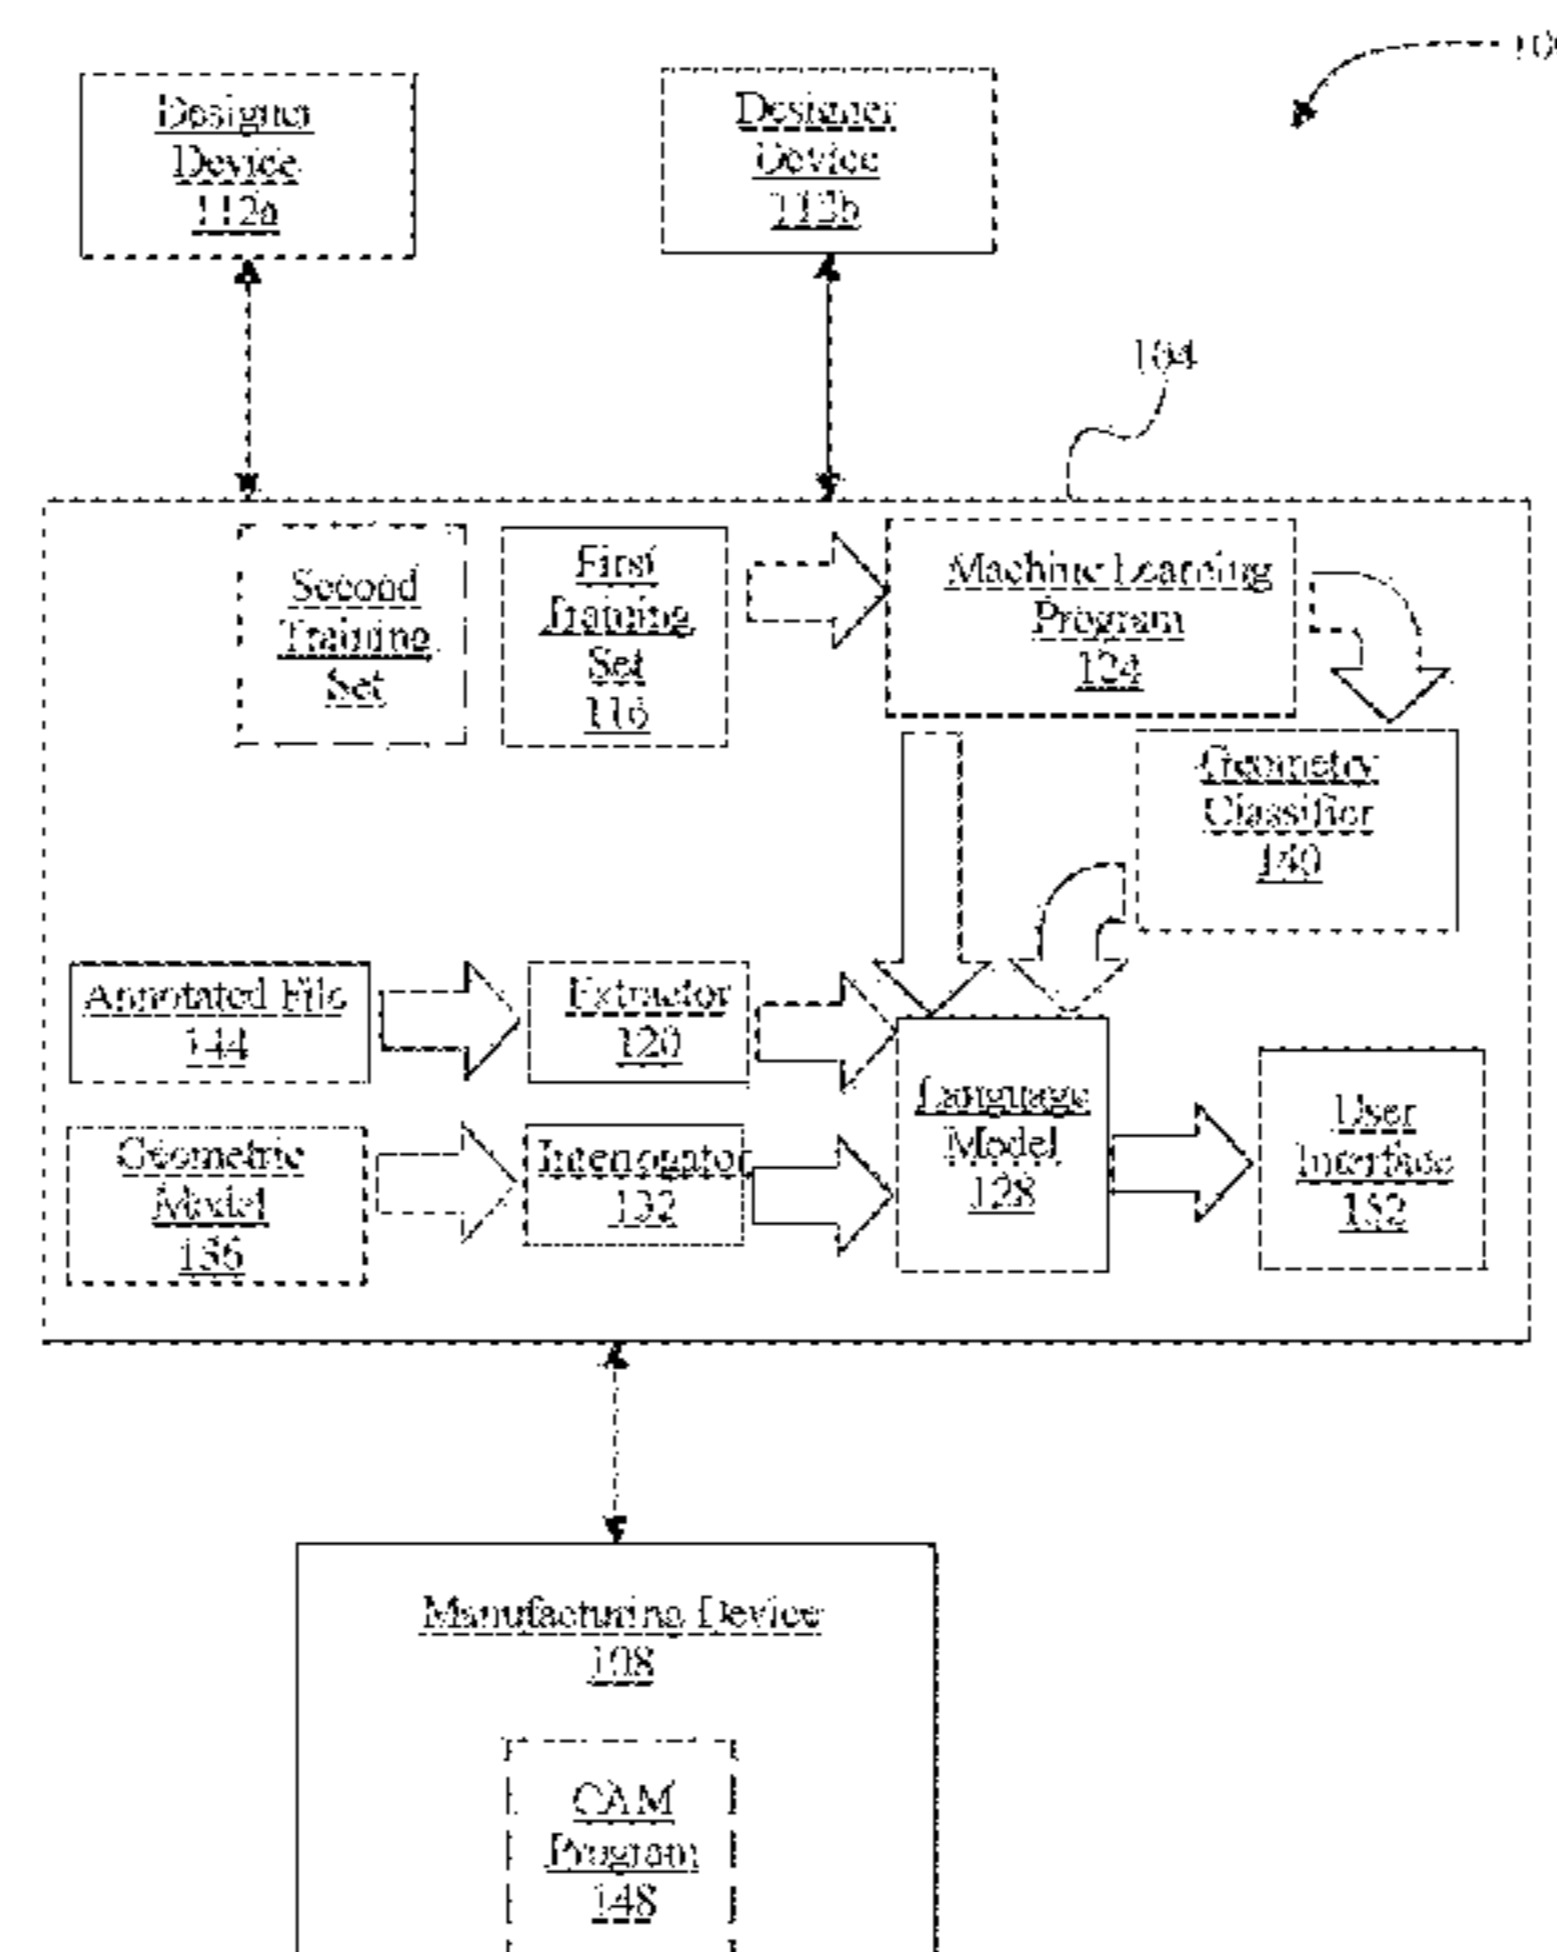 Designer
Device
112a
Designer
Device
112b
104
Second
Training
Set
First
Training
Set
116
Machine Learning
Program
124
Geometry
Classifier
140
Annotated File
144
Extractor
120
Geometric
Model
136
Interrogator
132
Language
Model
128
User
Interface
152
Manufacturing Device
108
CAM
Program
148